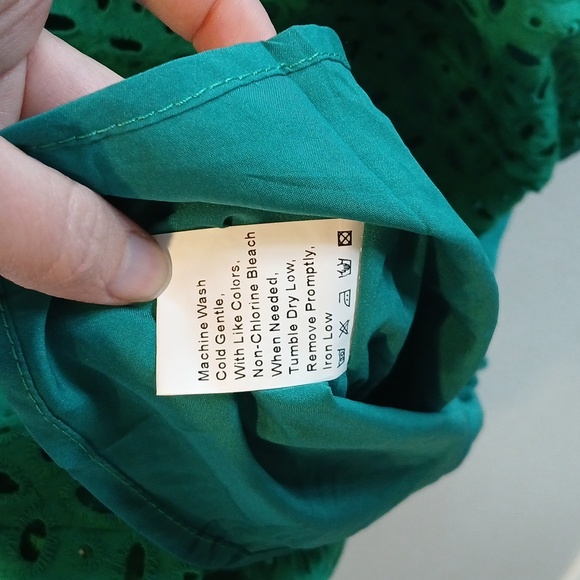 Machine Wash
Cold Gentle,
With Like Colors,
Non-Chlorine Bleach
When Needed,
Tumble Dry Low,
Remove Promptly,
Iron Low